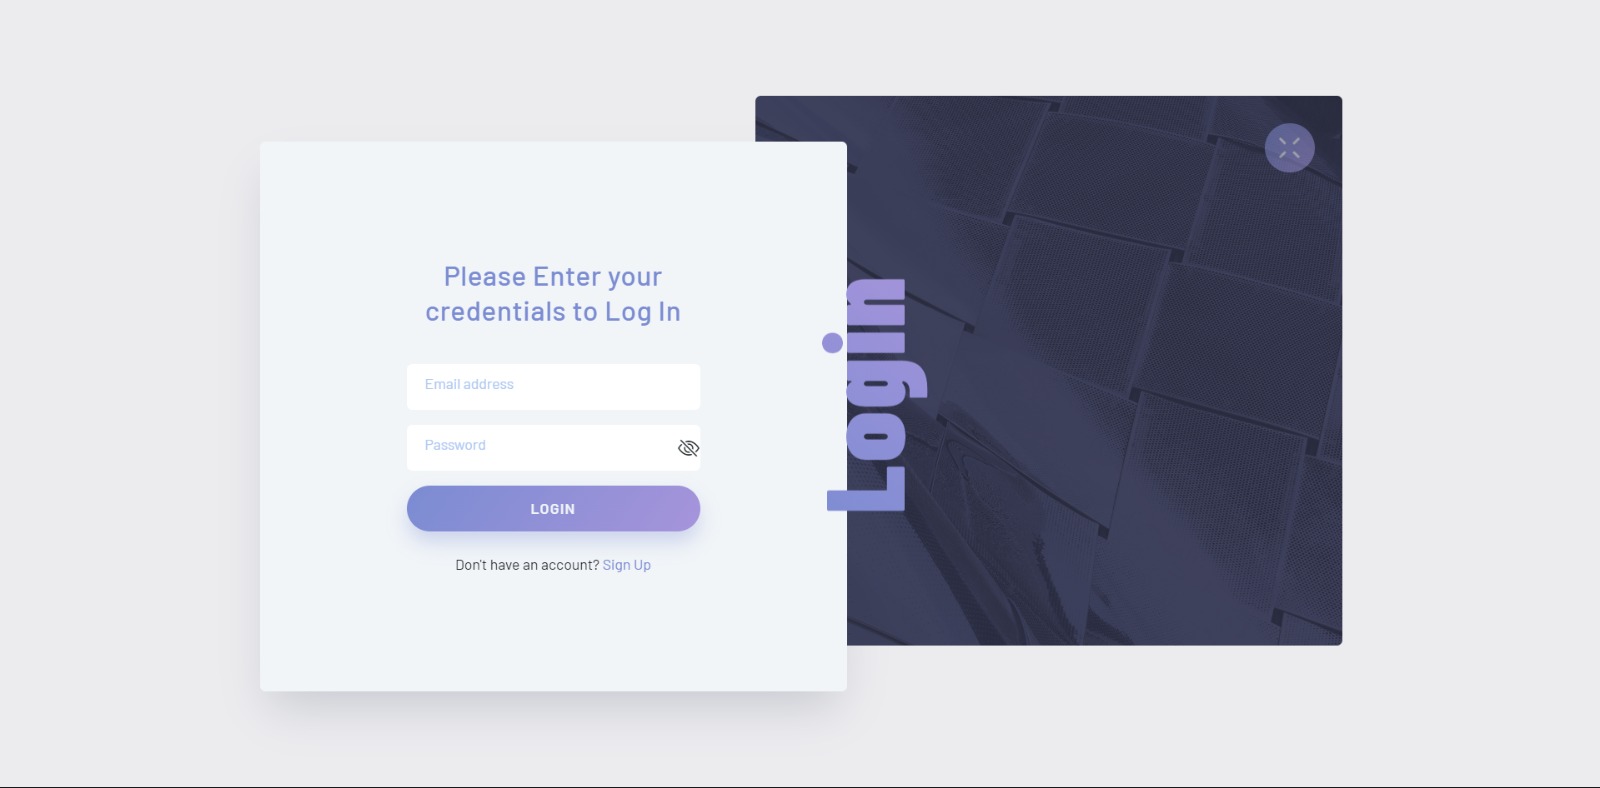 Please Enter your
credentials to Log In
Email address
Password
LOGIN
Don't have an account? Sign Up
Login